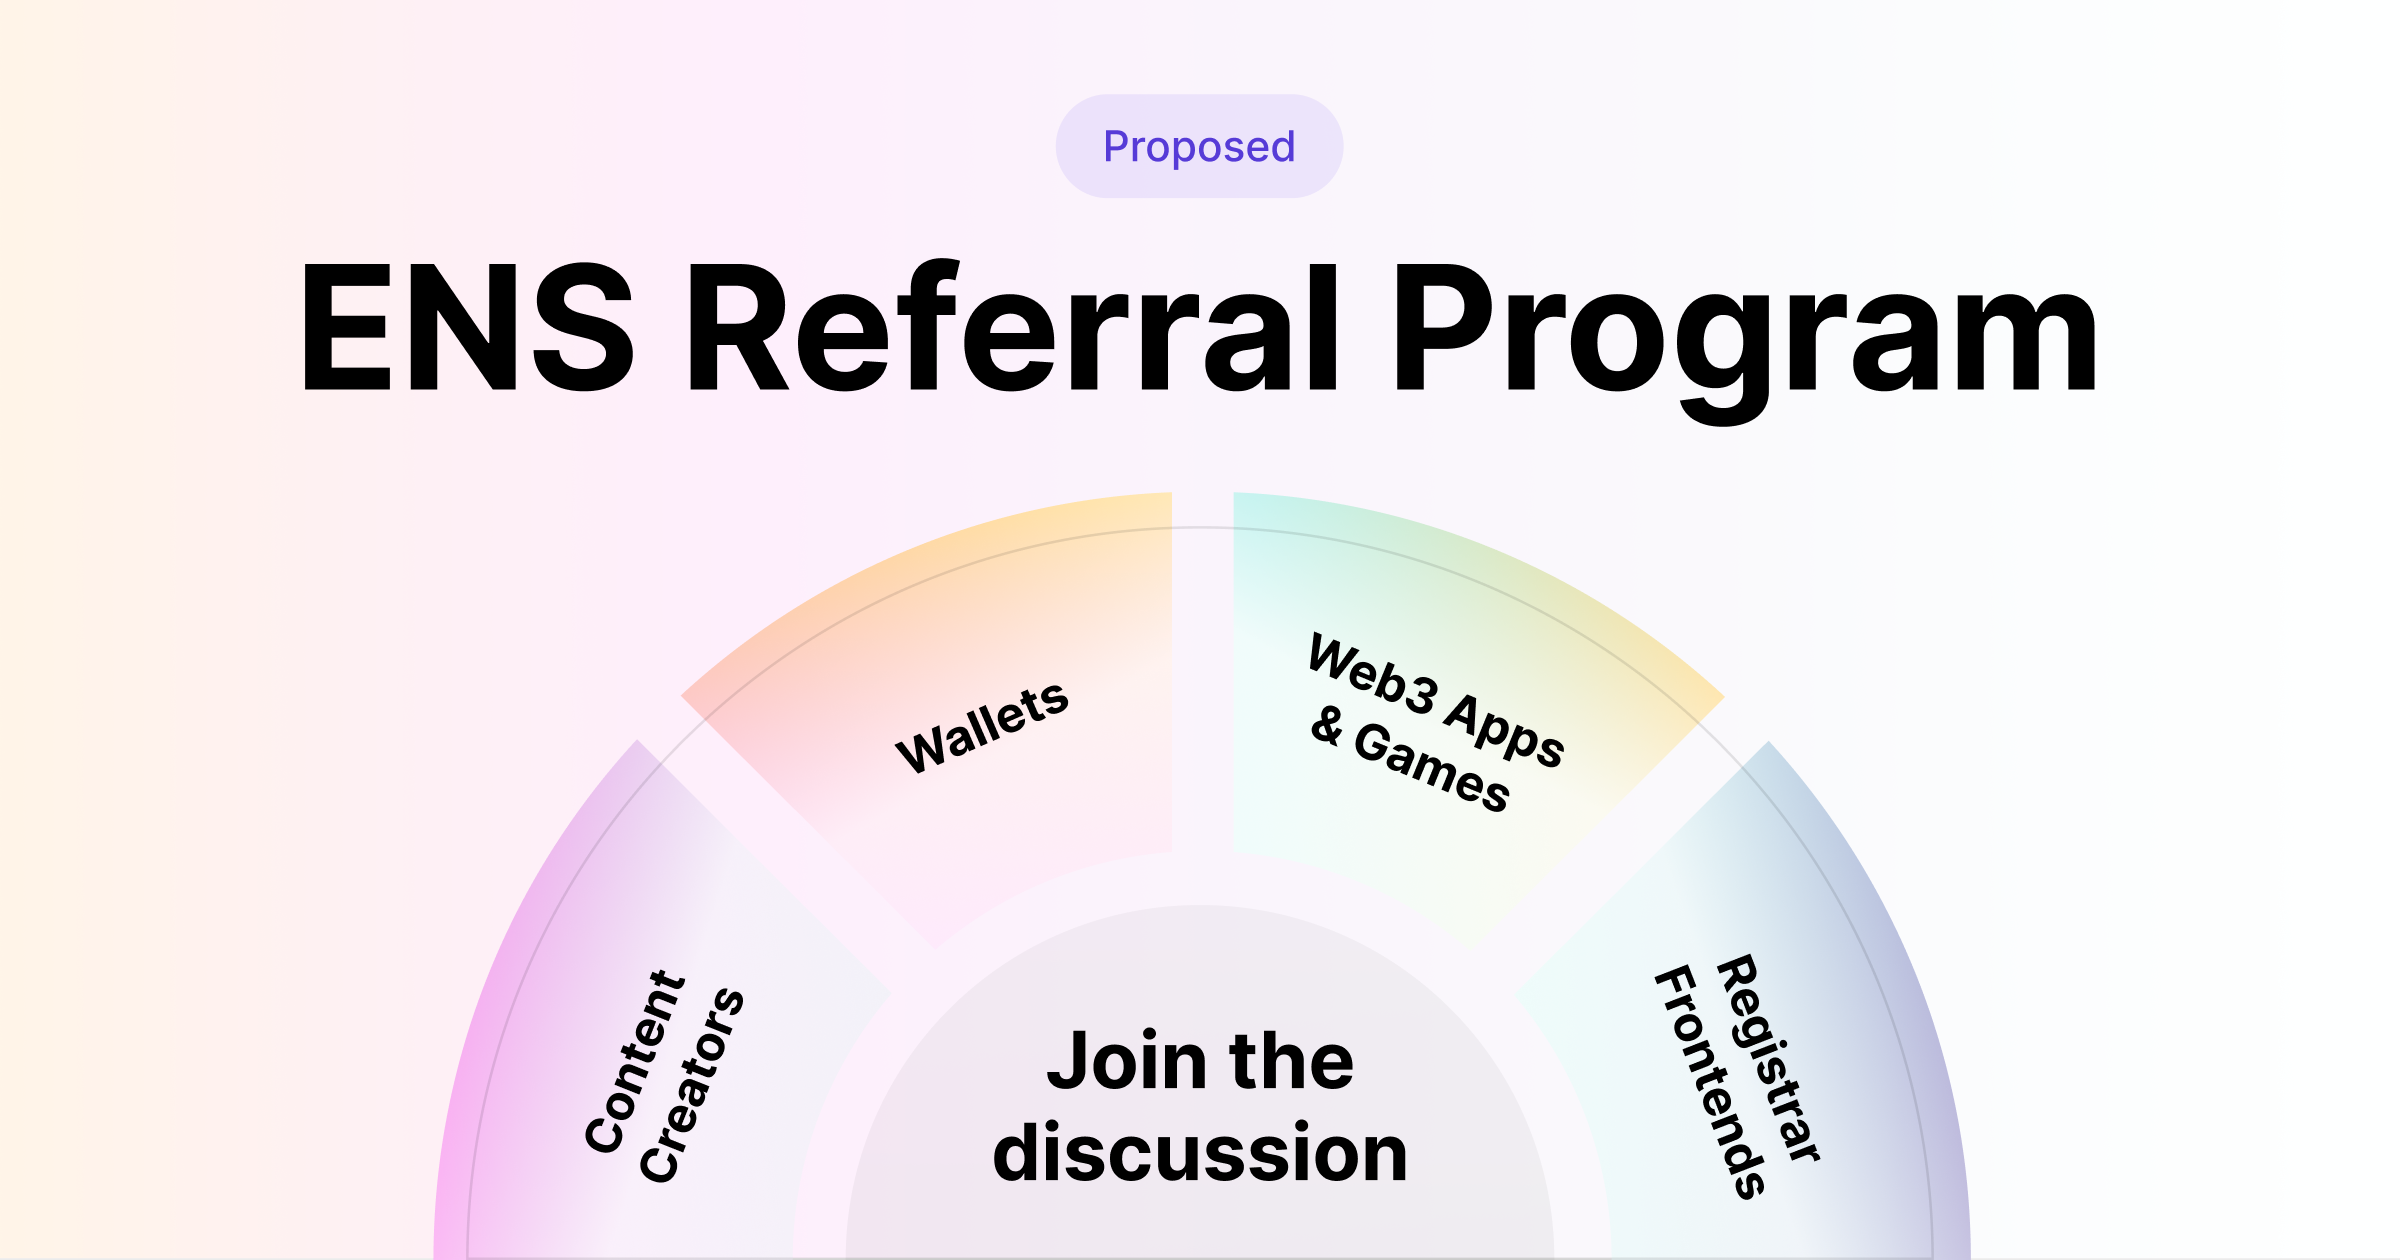 Proposed
ENS Referral Program
Content
Creators
Wallets
Web3 Apps
& Games
Registrar
Frontends
Join the
discussion